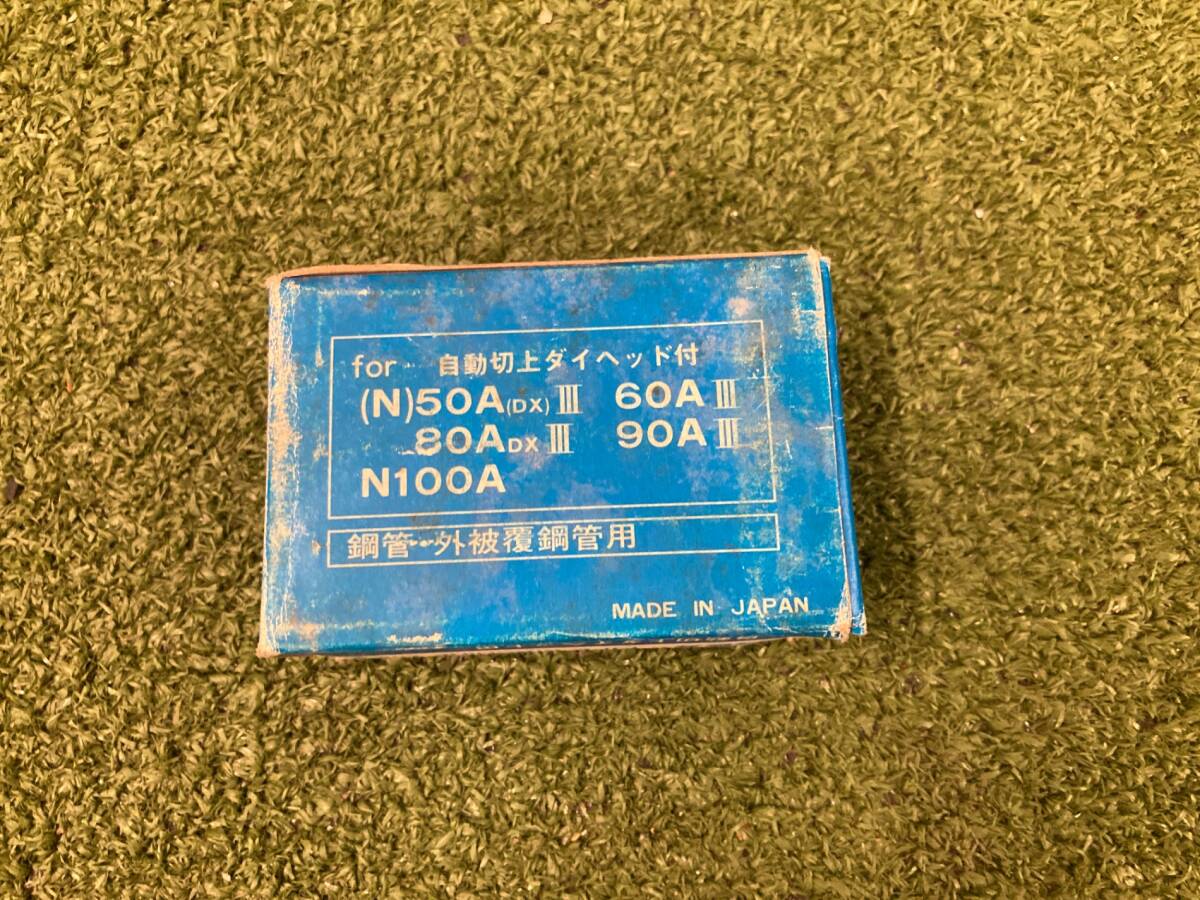 for 自動切上ダイヘッド付
(N)50A(DX)Ⅲ 60AⅢ
80ADXⅢ 90AⅢ
N100A
鋼管・外被覆鋼管用
MADE IN JAPAN